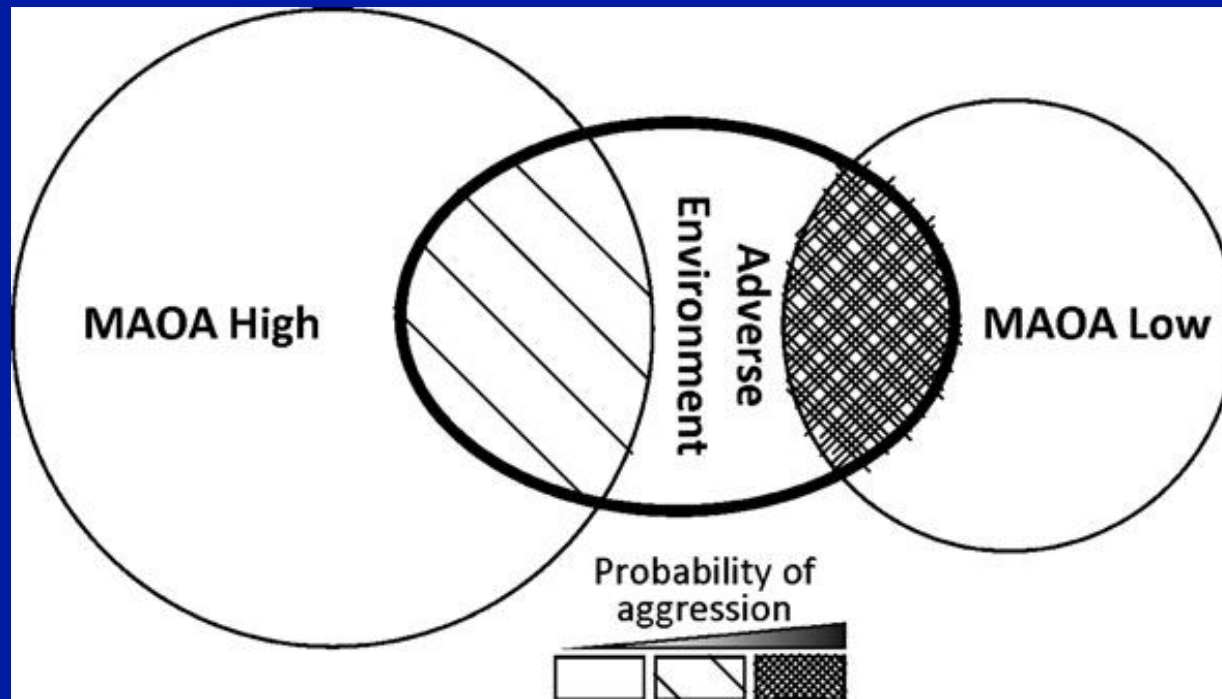 MAOA High
Environment
Adverse
MAOA Low
Probability of
aggression